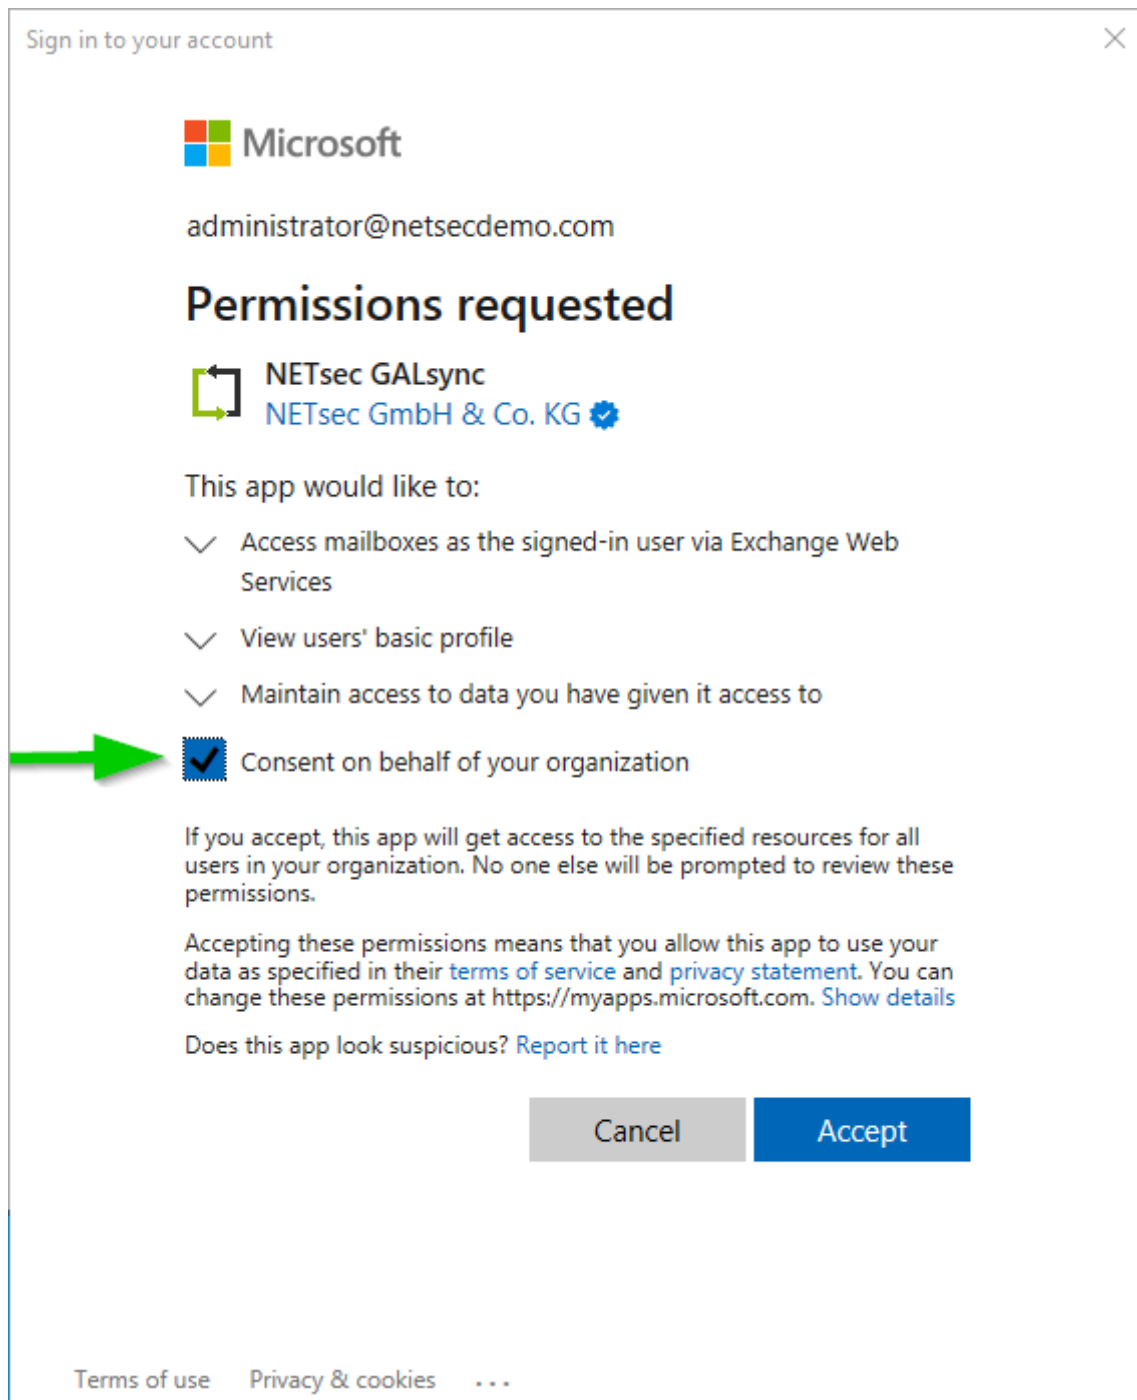 Sign in to your account
Microsoft
administrator@netsecdemo.com
Permissions requested
NETsec GALsync
NETsec GmbH & Co. KG
This app would like to:
Access mailboxes as the signed-in user via Exchange Web
Services
View users' basic profile
Maintain access to data you have given it access to
Consent on behalf of your organization
If you accept, this app will get access to the specified resources for all
users in your organization. No one else will be prompted to review these
permissions.
Accepting these permissions means that you allow this app to use your
data as specified in their terms of service and privacy statement. You can
change these permissions at https://myapps.microsoft.com. Show details
Does this app look suspicious? Report it here
Cancel Accept
Terms of use Privacy & cookies ...